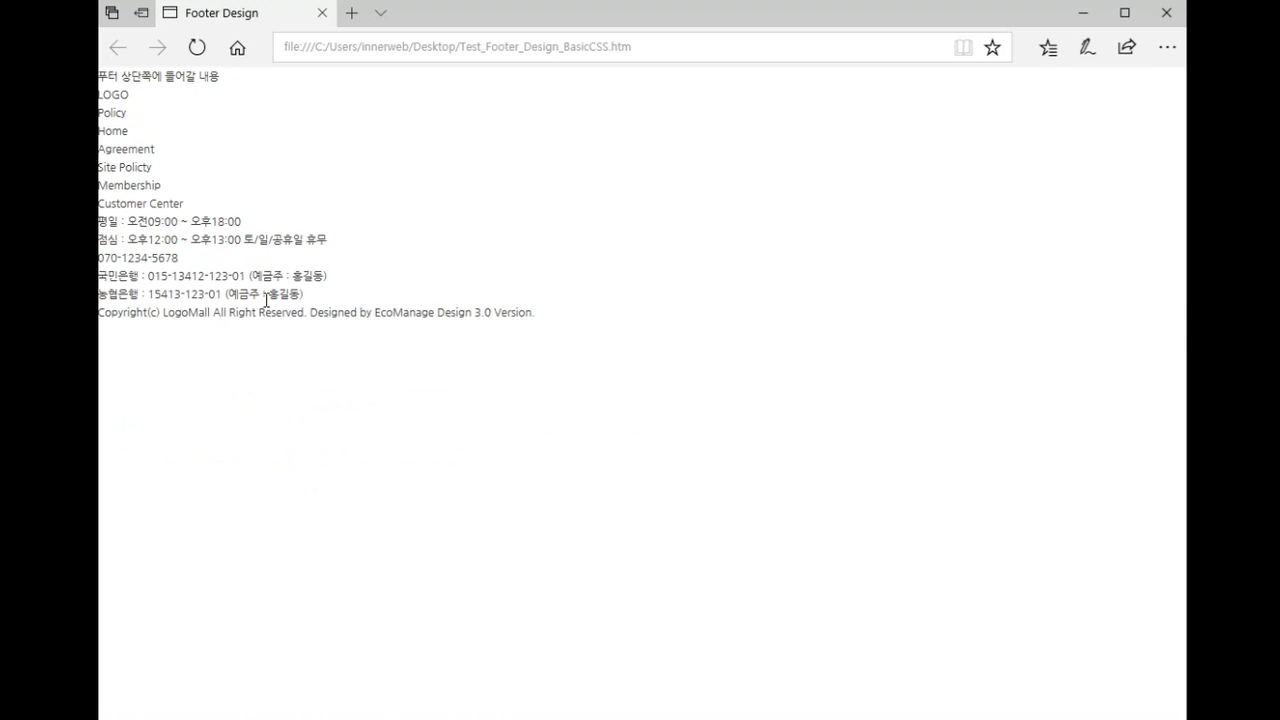 Footer Design
file:///C:/Users/innerweb/Desktop/Test_Footer_Design_BasicCSS.htm
푸터 상단쪽에 들어갈 내용
LOGO
Policy
Home
Agreement
Site Policty
Membership
Customer Center
평일 : 오전09:00 ~ 오후18:00
점심 : 오후12:00 ~ 오후13:00 토/일/공휴일 휴무
070-1234-5678
국민은행 : 015-13412-123-01 (예금주 : 홍길동)
농협은행 : 15413-123-01 (예금주 : 홍길동)
Copyright(c) LogoMall All Right Reserved. Designed by EcoManage Design 3.0 Version.